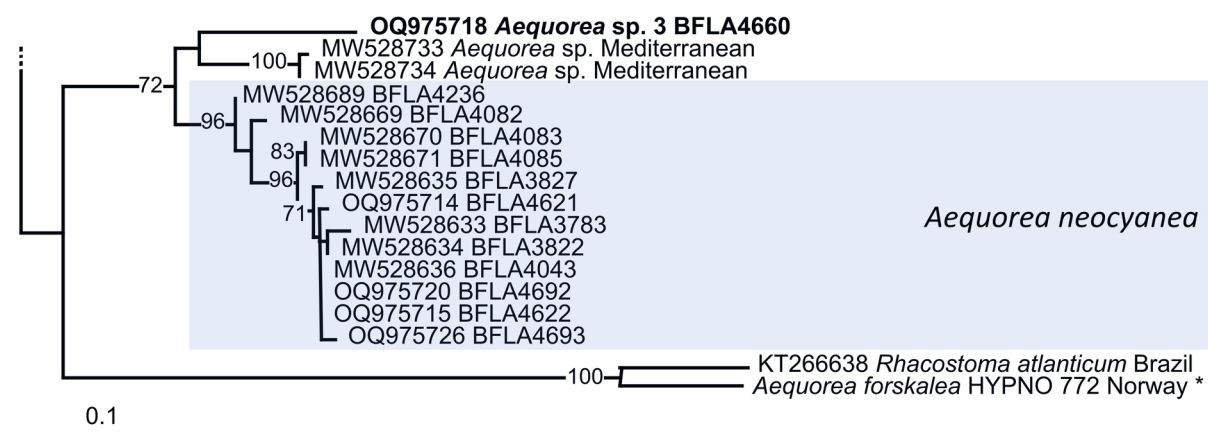 OQ975718 Aequorea sp. 3 BFLA4660
MW528733 Aequorea sp. Mediterranean
100
MW528734 Aequorea sp. Mediterranean
72
MW528689 BFLA4236
MW528669 BFLA4082
96
MW528670 BFLA4083
83
MW528671 BFLA4085
96
MW528635 BFLA3827
OQ975714 BFLA4621
71
MW528633 BFLA3783
Aequorea neocyanea
MW528634 BFLA3822
MW528636 BFLA4043
OQ975720 BFLA4692
OQ975715 BFLA4622
OQ975726 BFLA4693
KT266638 Rhacostoma atlanticum Brazil
100
Aequorea forskalea HYPNO 772 Norway *
0.1